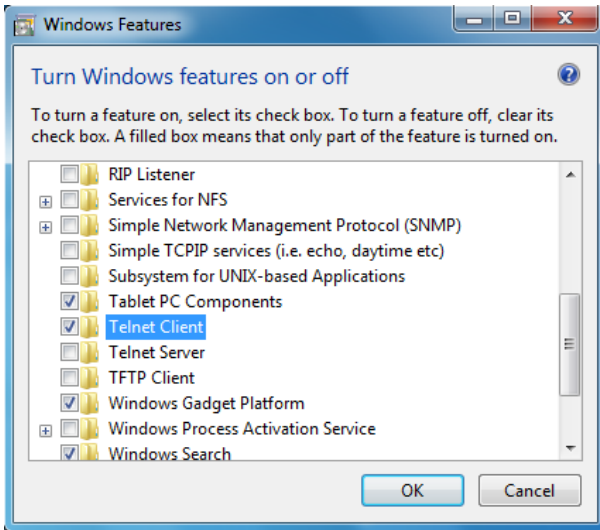 Windows Features
Turn Windows features on or off
To turn a feature on, select its check box. To turn a feature off, clear its
check box. A filled box means that only part of the feature is turned on.
RIP Listener
Services for NFS
Simple Network Management Protocol (SNMP)
Simple TCPIP services (i.e. echo, daytime etc)
Subsystem for UNIX-based Applications
Tablet PC Components
Telnet Client
Telnet Server
TFTP Client
Windows Gadget Platform
Windows Process Activation Service
Windows Search
OK Cancel